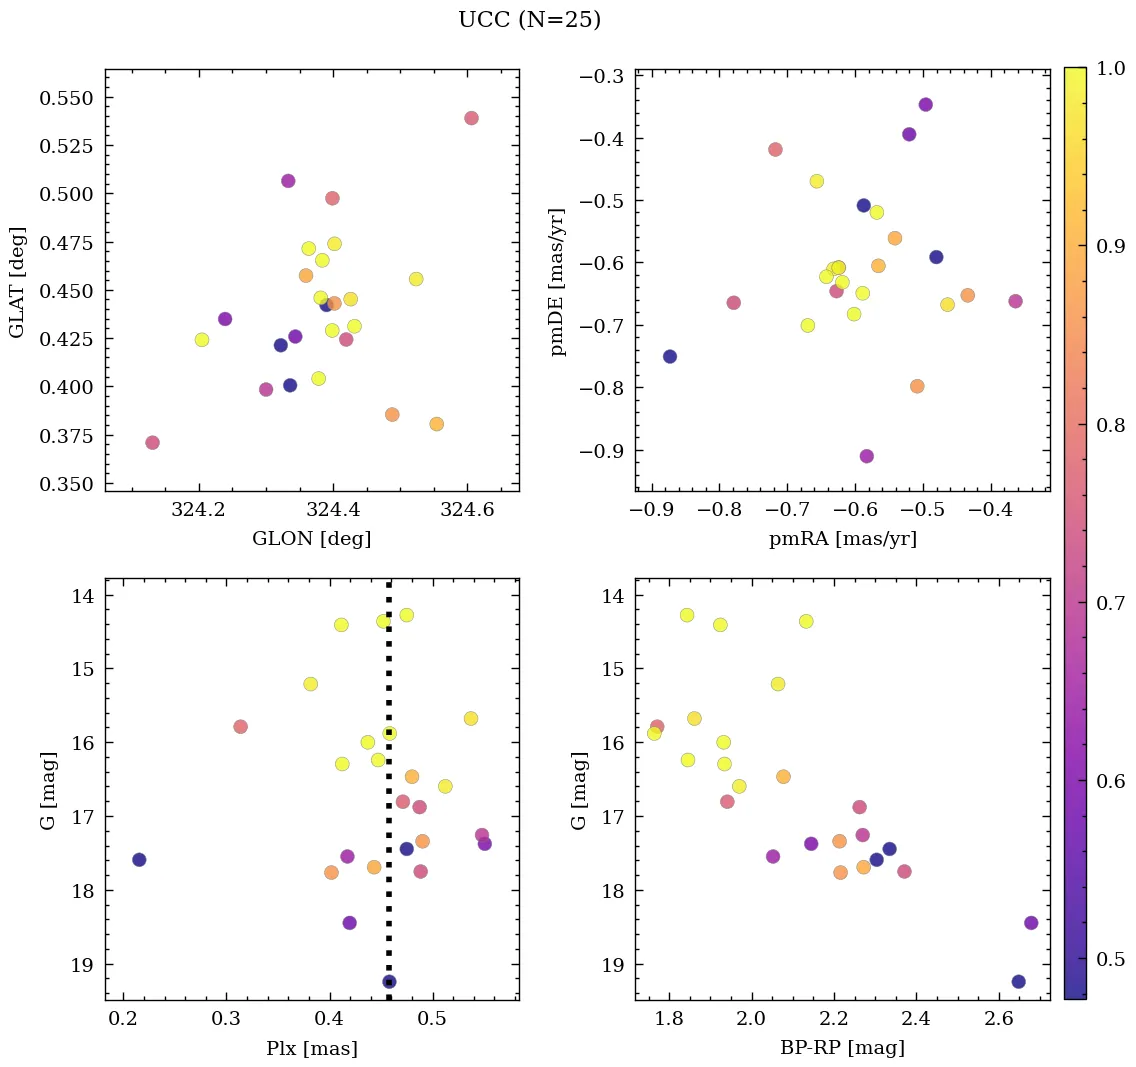 UCC (N=25)
0.550
0.525
0.500
0.475
0.450
0.425
0.400
0.375
0.350
GLAT [deg]
324.2 324.4 324.6
GLON [deg]
−0.3
−0.4
−0.5
−0.6
−0.7
−0.8
−0.9
pmDE [mas/yr]
−0.9 −0.8 −0.7 −0.6 −0.5 −0.4
pmRA [mas/yr]
14
15
16
17
18
19
G [mag]
0.2 0.3 0.4 0.5
Plx [mas]
14
15
16
17
18
19
G [mag]
1.8 2.0 2.2 2.4 2.6
BP-RP [mag]
1.0
0.9
0.8
0.7
0.6
0.5